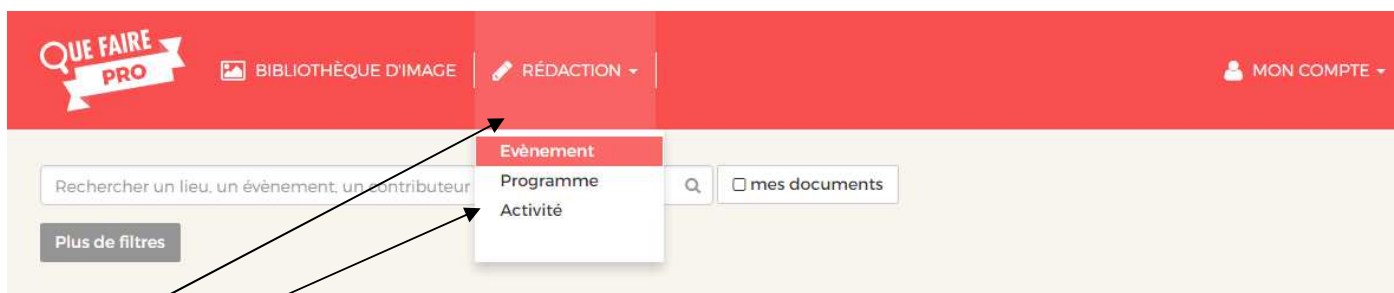 QUE FAIRE
PRO
BIBLIOTHÈQUE D'IMAGE
RÉDACTION
MON COMPTE
Evènement
Rechercher un lieu, un évènement, un contributeur
Programme
mes documents
Activité
Plus de filtres